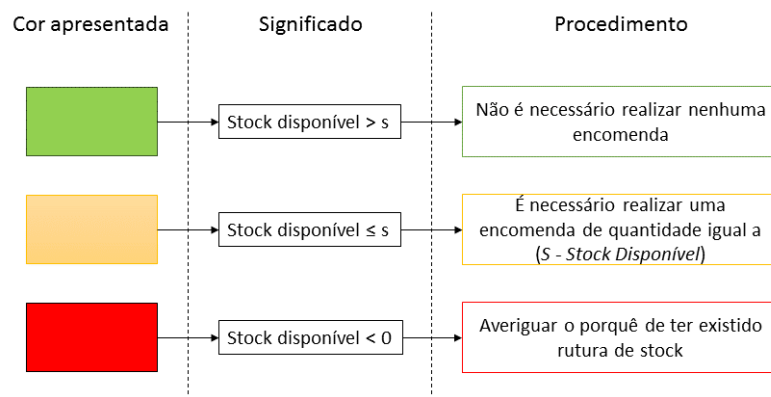 Cor apresentada
Significado
Procedimento
Stock disponível > s
Não é necessário realizar nenhuma
encomenda
Stock disponível ≤ s
É necessário realizar uma
encomenda de quantidade igual a
(S - Stock Disponível)
Stock disponível < 0
Averiguar o porquê de ter existido
rutura de stock